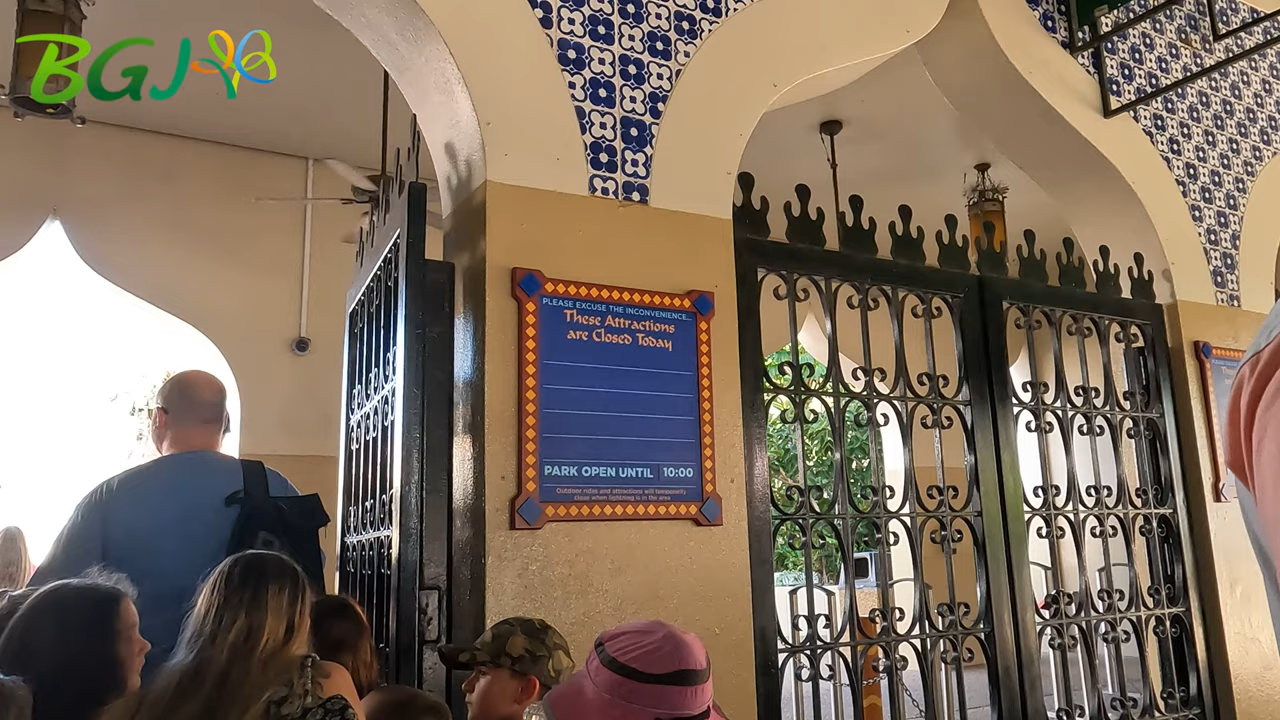 BGJ
PLEASE EXCUSE THE INCONVENIENCE...
These Attractions
are Closed Today
PARK OPEN UNTIL 10:00
Outdoor rides and attractions will temporarily
close when lightning is in the area